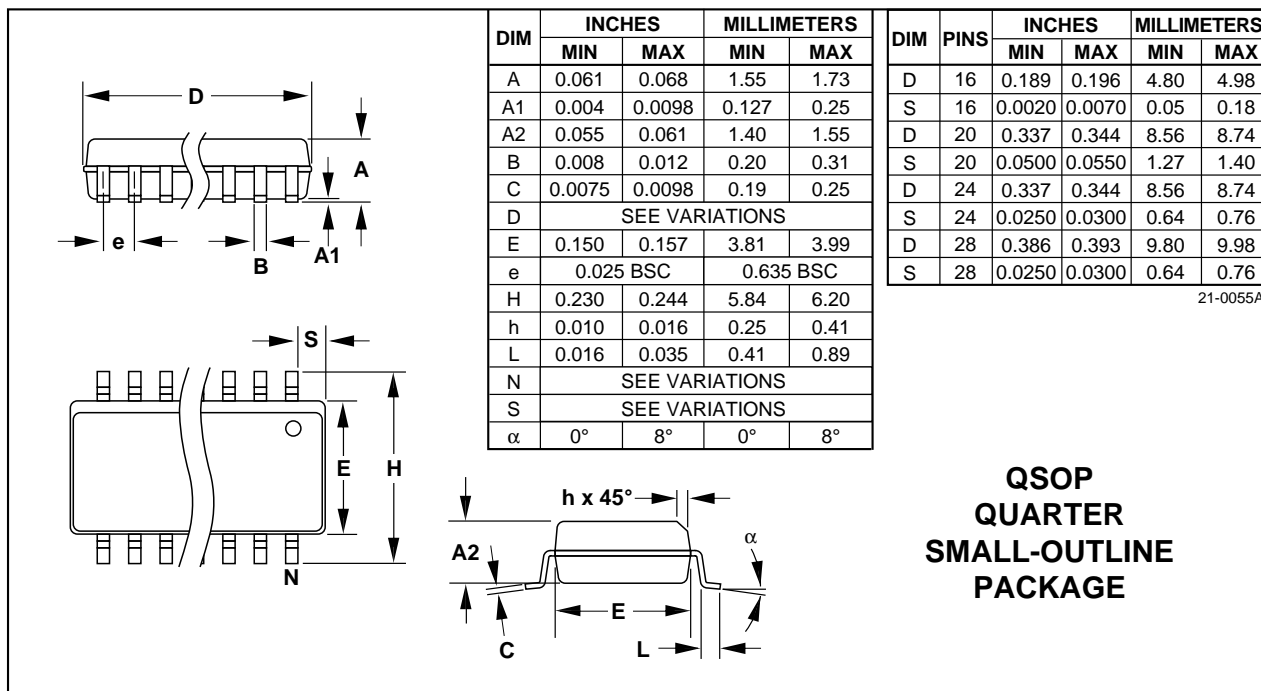 DIM INCHES MILLIMETERS
MIN MAX MIN MAX
A 0.061 0.068 1.55 1.73
A1 0.004 0.0098 0.127 0.25
A2 0.055 0.061 1.40 1.55
B 0.008 0.012 0.20 0.31
C 0.0075 0.0098 0.19 0.25
D SEE VARIATIONS
E 0.150 0.157 3.81 3.99
e 0.025 BSC 0.635 BSC
H 0.230 0.244 5.84 6.20
h 0.010 0.016 0.25 0.41
L 0.016 0.035 0.41 0.89
N SEE VARIATIONS
S SEE VARIATIONS
α 0° 8° 0° 8°
DIM PINS INCHES MILLIMETERS
MIN MAX MIN MAX
D 16 0.189 0.196 4.80 4.98
S 16 0.0020 0.0070 0.05 0.18
D 20 0.337 0.344 8.56 8.74
S 20 0.0500 0.0550 1.27 1.40
D 24 0.337 0.344 8.56 8.74
S 24 0.0250 0.0300 0.64 0.76
D 28 0.386 0.393 9.80 9.98
S 28 0.0250 0.0300 0.64 0.76
21-0055A
D
A
e
B
A1
S
E
H
N
h x 45°
A2
α
E
C
L
QSOP
QUARTER
SMALL-OUTLINE
PACKAGE